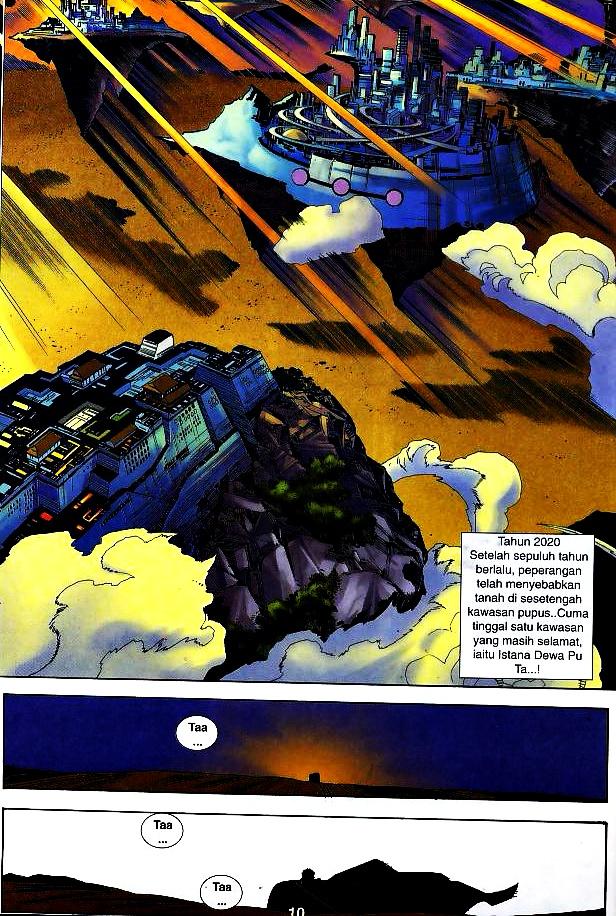 Tahun 2020
Setelah sepuluh tahun
berlalu, peperangan
telah menyebabkan
tanah di sesetengah
kawasan pupus..Cuma
tinggal satu kawasan
yang masih selamat,
iaitu Istana Dewa Pu
Ta...!
Taa
...
Taa
...
Taa
...
10